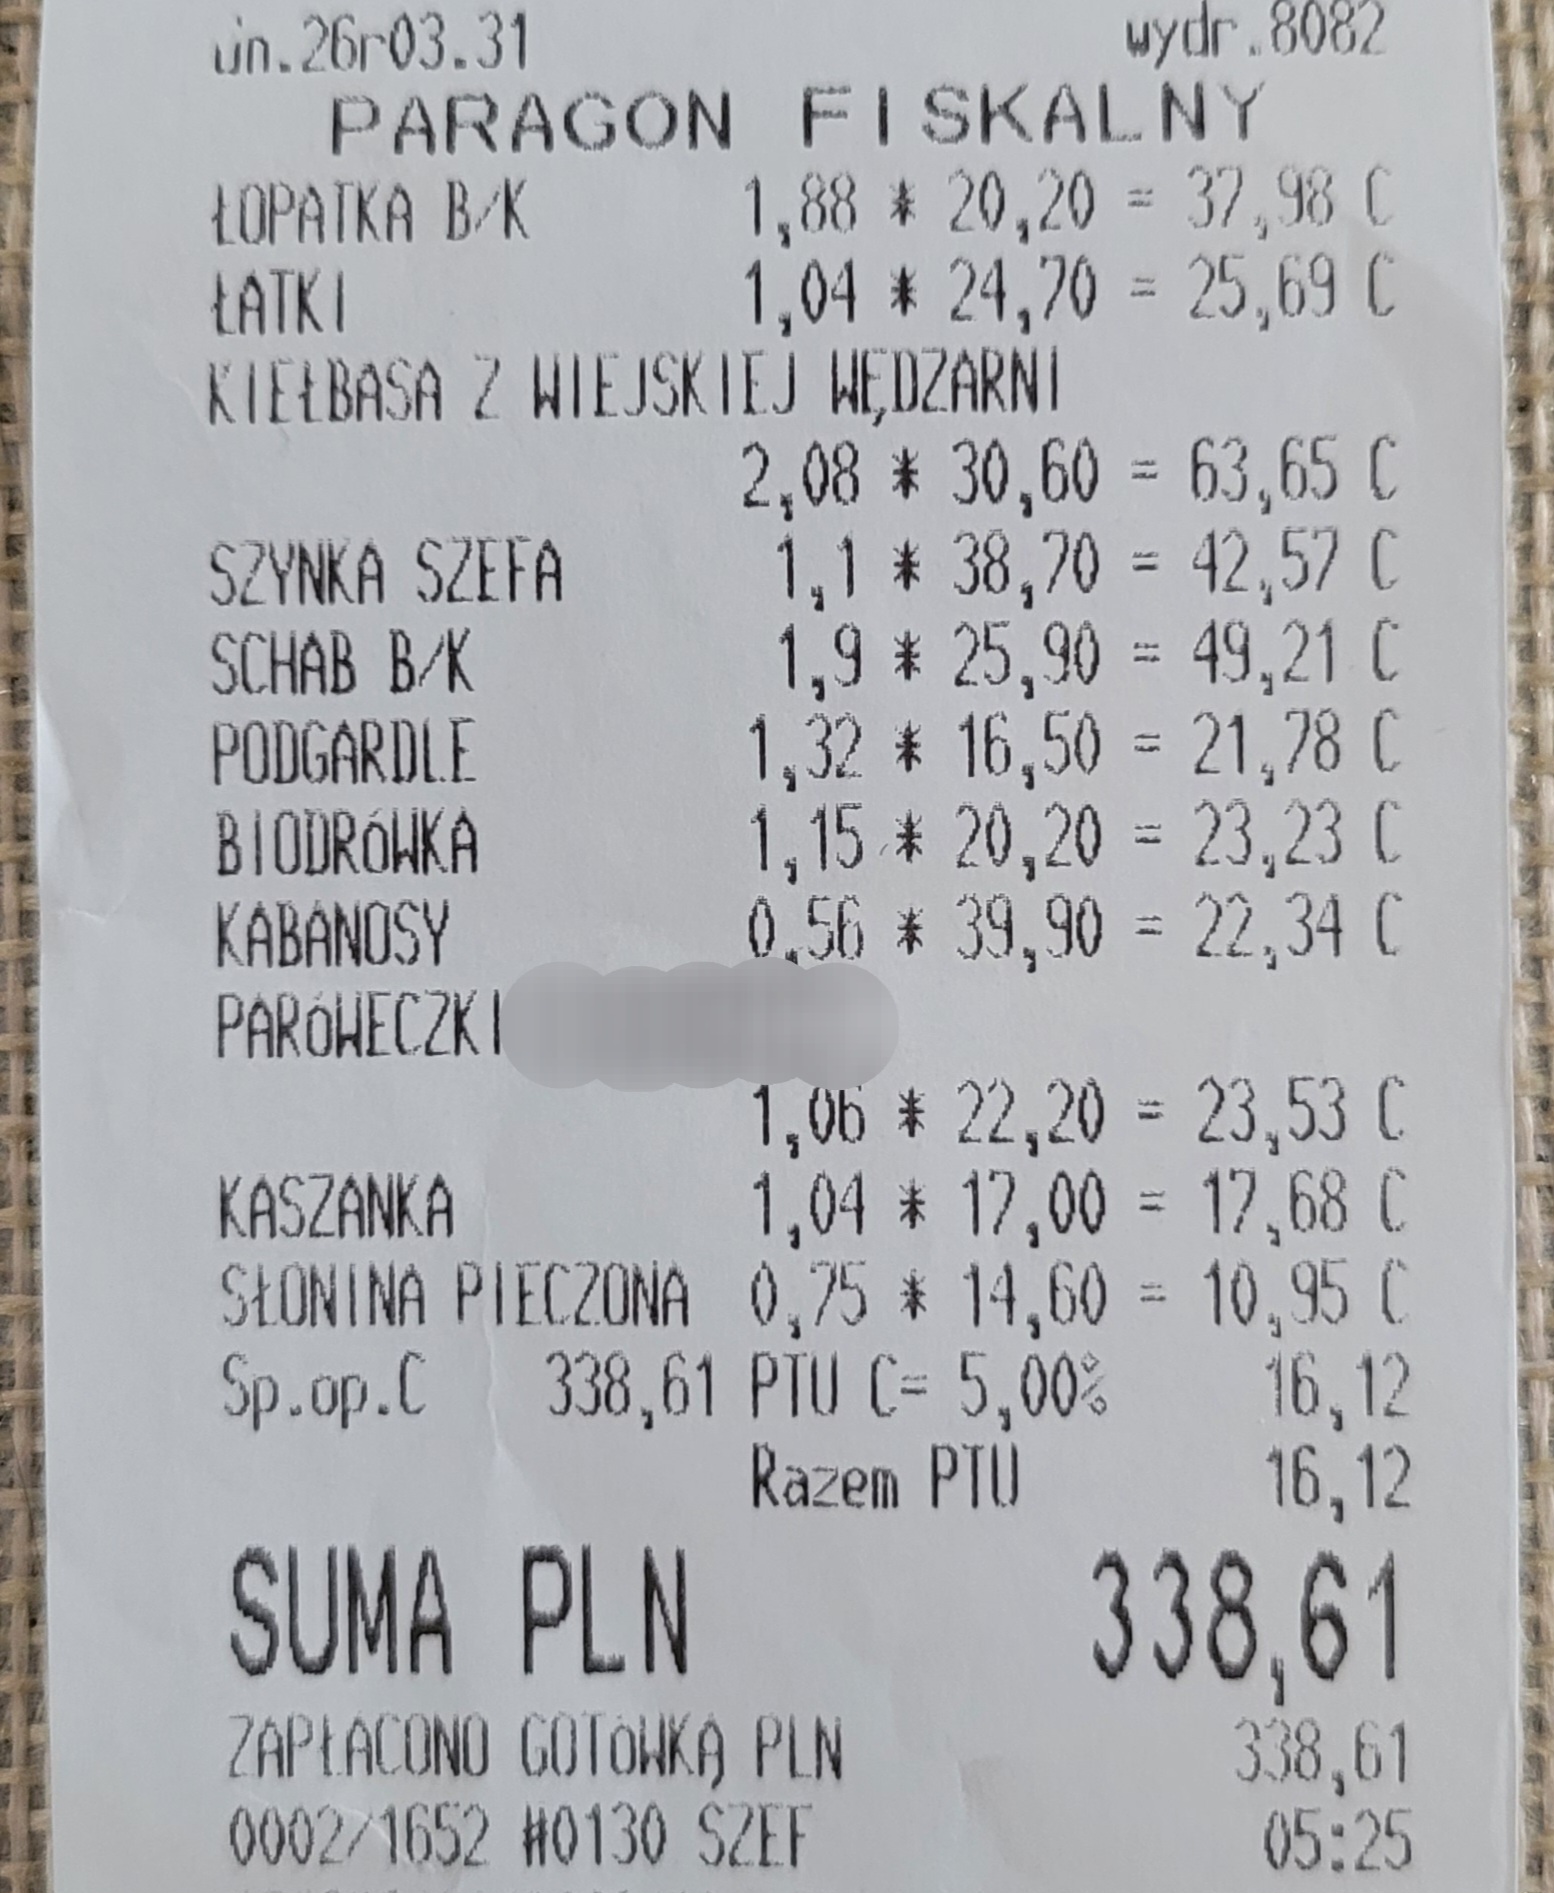 un.26r03.31 wydr.8082
PARAGON FISKALNY
ŁOPATKA B/K 1,88 * 20,20 = 37,98 C
ŁATKI 1,04 * 24,70 = 25,69 C
KIEŁBASA Z WIEJSKIEJ WĘDZARNI
2,08 * 30,60 = 63,65 C
SZYNKA SZEFA 1,1 * 38,70 = 42,57 C
SCHAB B/K 1,9 * 25,90 = 49,21 C
PODGARDLE 1,32 * 16,50 = 21,78 C
BIODRÓWKA 1,15 * 20,20 = 23,23 C
KABANOSY 0,56 * 39,90 = 22,34 C
PARÓWECZKI
1,06 * 22,20 = 23,53 C
KASZANKA 1,04 * 17,00 = 17,68 C
SŁONINA PIECZONA 0,75 * 14,60 = 10,95 C
Sp.op.C 338,61 PTU C= 5,00% 16,12
Razem PTU 16,12
SUMA PLN 338,61
ZAPŁACONO GOTÓWKĄ PLN 338,61
0002/1652 #0130 SZEF 05:25